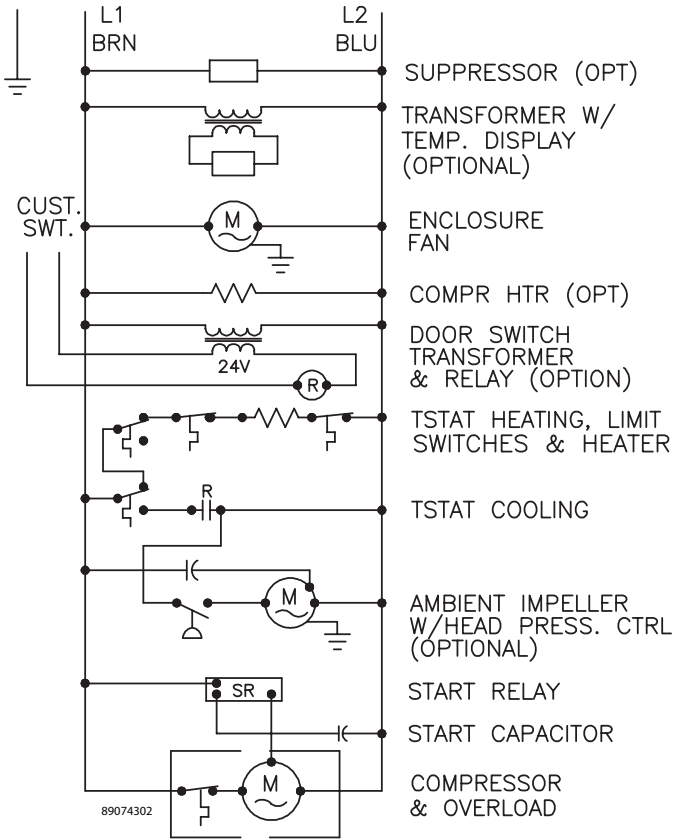 L1 L2
BRN BLU
SUPPRESSOR (OPT)
TRANSFORMER W/
TEMP. DISPLAY
(OPTIONAL)
CUST.
SWT.
M
ENCLOSURE
FAN
COMPR HTR (OPT)
DOOR SWITCH
TRANSFORMER
& RELAY (OPTION)
24V
R
TSTAT HEATING, LIMIT
SWITCHES & HEATER
R
TSTAT COOLING
M
AMBIENT IMPELLER
W/HEAD PRESS. CTRL
(OPTIONAL)
SR
START RELAY
START CAPACITOR
M
COMPRESSOR
& OVERLOAD
89074302